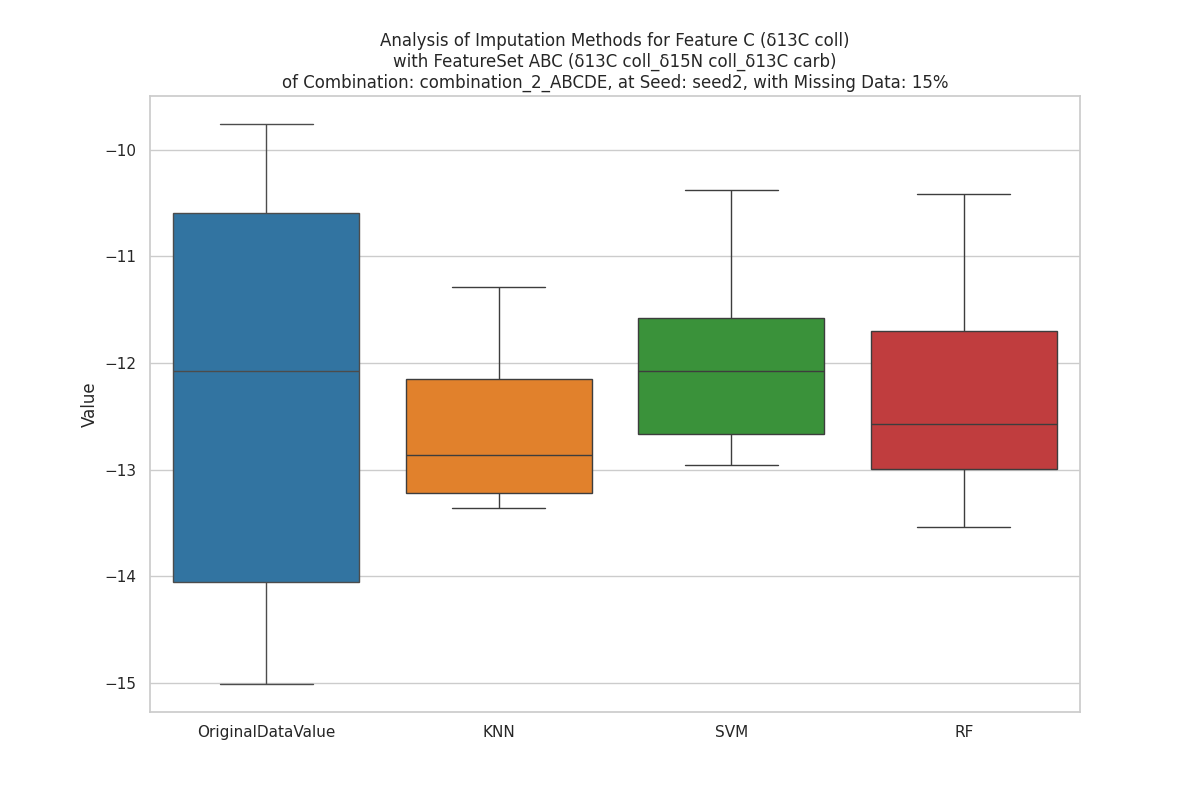 Analysis of Imputation Methods for Feature C (δ13C coll)
with FeatureSet ABC (δ13C coll_δ15N coll_δ13C carb)
of Combination: combination_2_ABCDE, at Seed: seed2, with Missing Data: 15%
Value
−10
−11
−12
−13
−14
−15
OriginalDataValue
KNN
SVM
RF